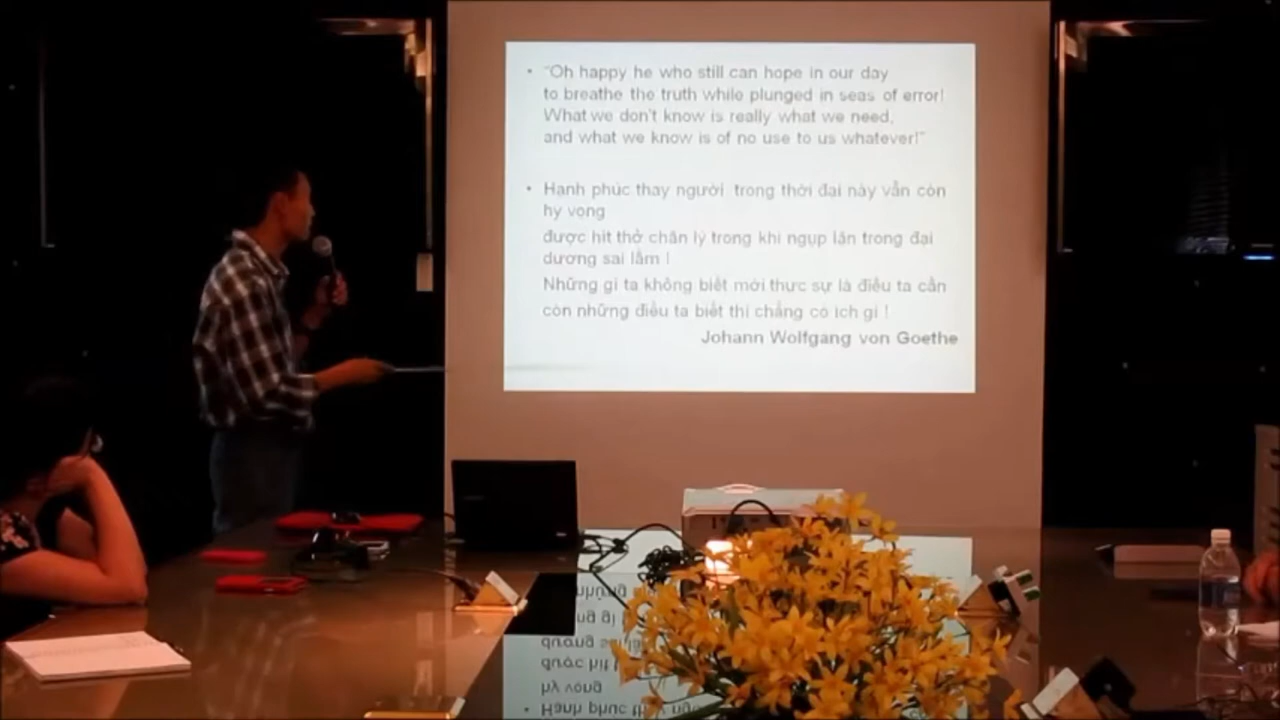 • "Oh happy he who still can hope in our day
to breathe the truth while plunged in seas of error!
What we don't know is really what we need,
and what we know is of no use to us whatever!"
• Hạnh phúc thay người trong thời đại này vẫn còn
hy vọng
được hít thở chân lý trong khi ngụp lặn trong đại
dương sai lầm !
Những gì ta không biết mới thực sự là điều ta cần
còn những điều ta biết thì chẳng có ích gì !
Johann Wolfgang von Goethe